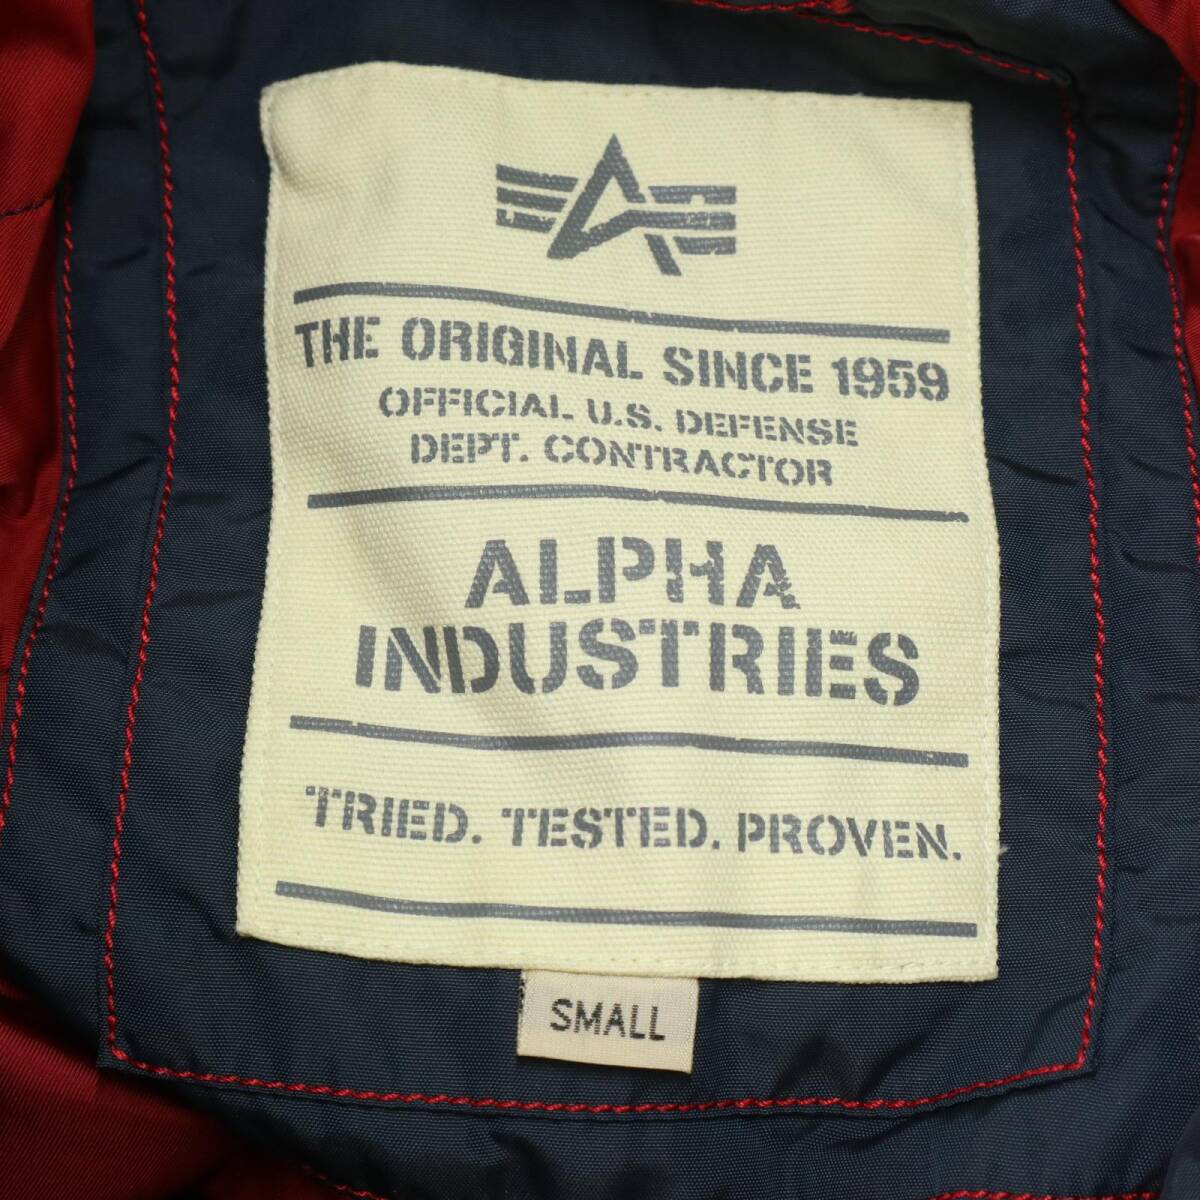 THE ORIGINAL SINCE 1959
OFFICIAL U.S. DEFENSE
DEPT. CONTRACTOR
ALPHA
INDUSTRIES
TRIED. TESTED. PROVEN.
SMALL